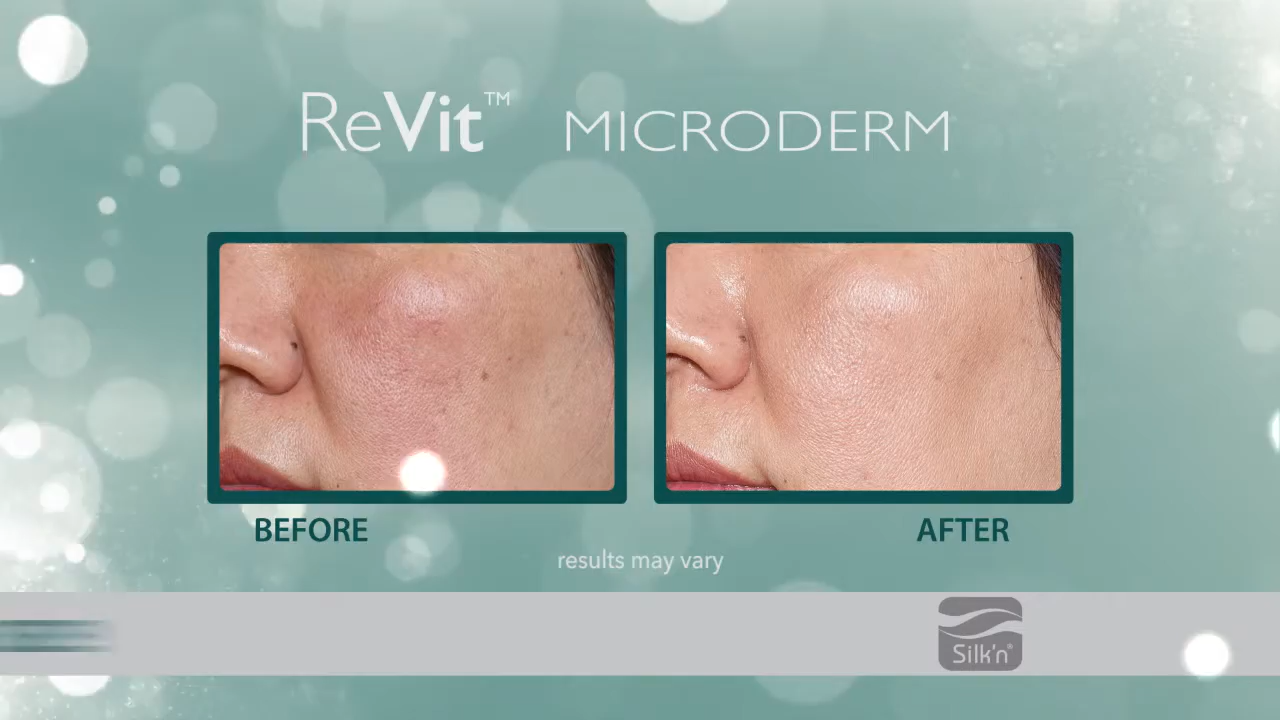 ReVit™ MICRODERM
BEFORE
AFTER
results may vary
Silk'n®